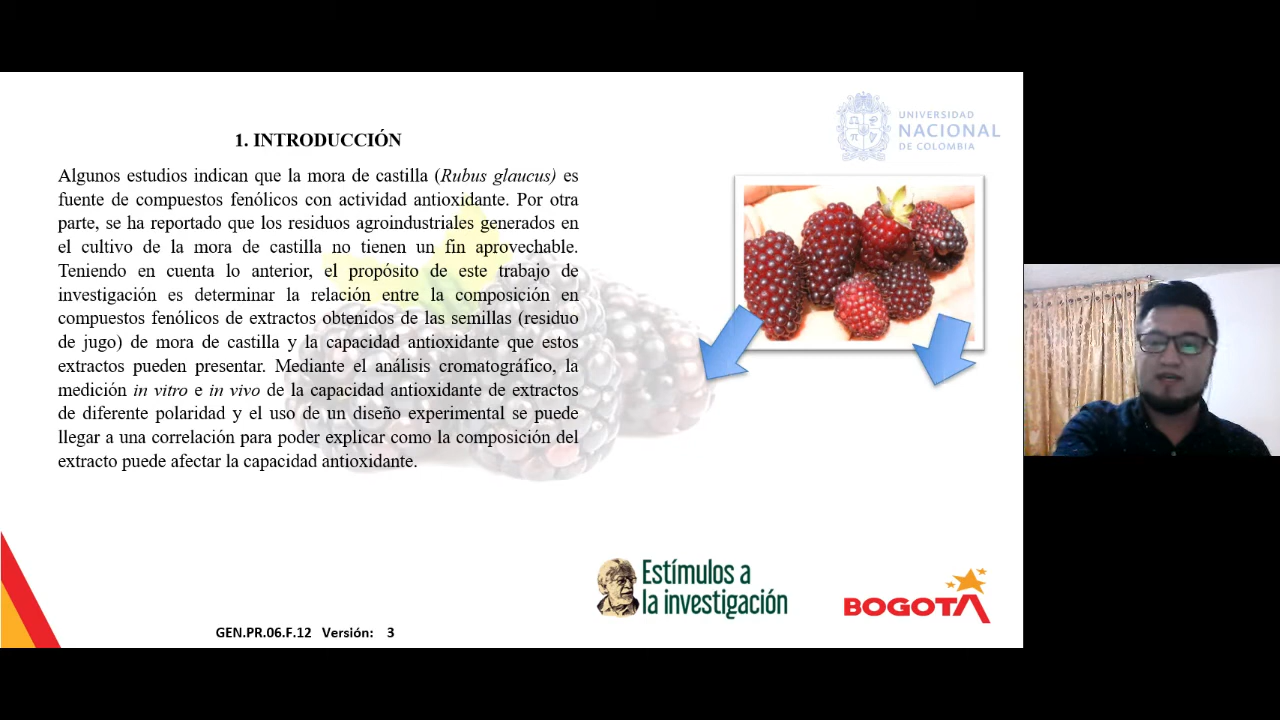 UNIVERSIDAD
NACIONAL
DE COLOMBIA
1. INTRODUCCIÓN
Algunos estudios indican que la mora de castilla (Rubus glaucus) es
fuente de compuestos fenólicos con actividad antioxidante. Por otra
parte, se ha reportado que los residuos agroindustriales generados en
el cultivo de la mora de castilla no tienen un fin aprovechable.
Teniendo en cuenta lo anterior, el propósito de este trabajo de
investigación es determinar la relación entre la composición en
compuestos fenólicos de extractos obtenidos de las semillas (residuo
de jugo) de mora de castilla y la capacidad antioxidante que estos
extractos pueden presentar. Mediante el análisis cromatográfico, la
medición in vitro e in vivo de la capacidad antioxidante de extractos
de diferente polaridad y el uso de un diseño experimental se puede
llegar a una correlación para poder explicar como la composición del
extracto puede afectar la capacidad antioxidante.
Estímulos a
la investigación
BOGOTA
GEN.PR.06.F.12 Versión: 3